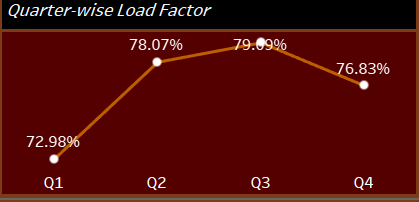 Quarter-wise Load Factor
78.07%
79.09%
76.83%
72.98%
Q1 Q2 Q3 Q4